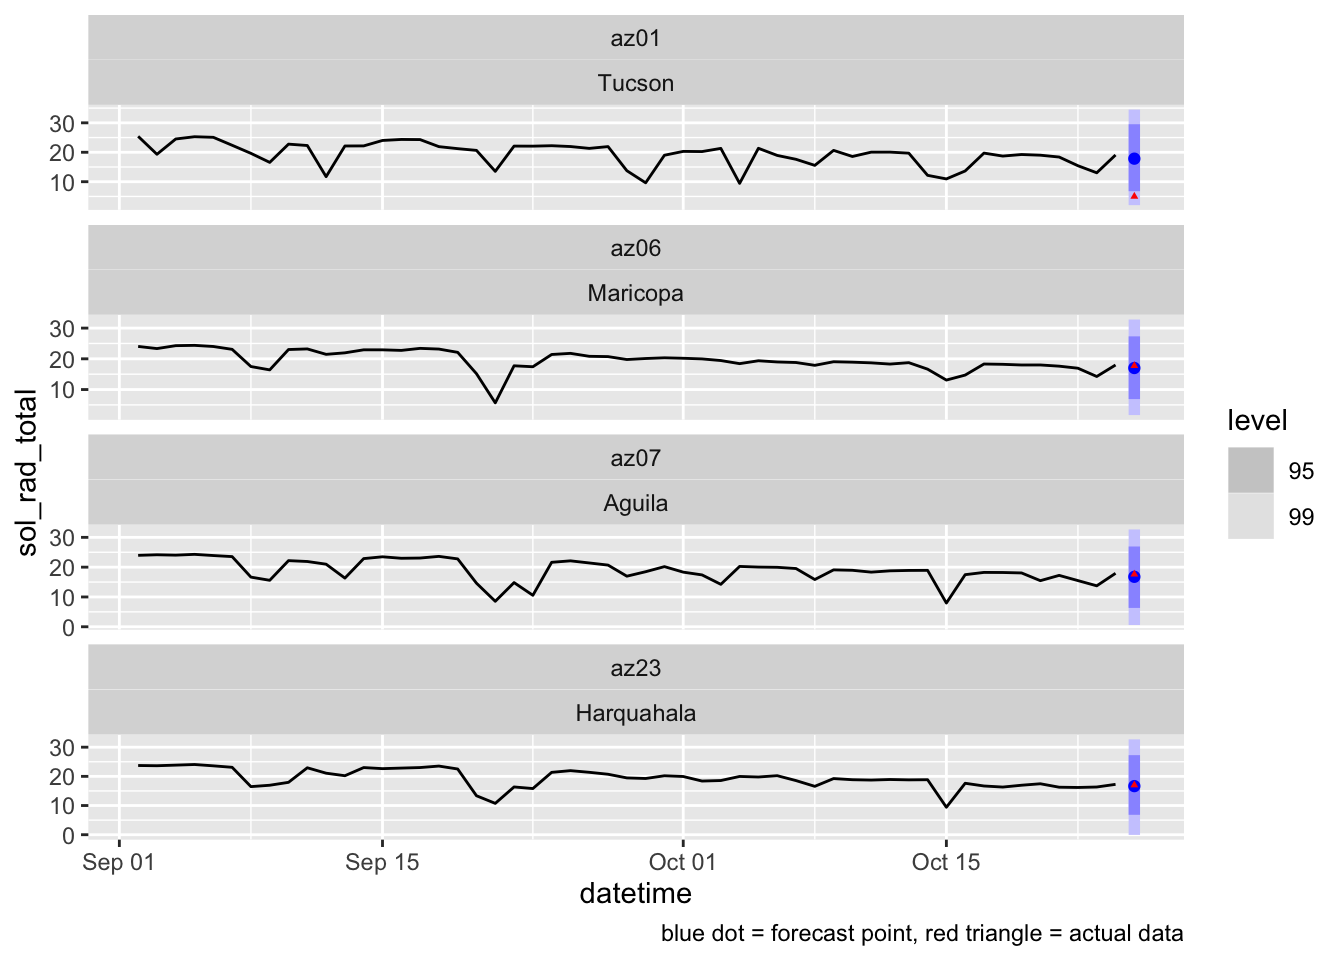 az01
Tucson
30
20
10
az06
Maricopa
30
20
10
az07
Aguila
30
20
10
0
az23
Harquahala
30
20
10
0
sol_rad_total
Sep 01 Sep 15 Oct 01 Oct 15
datetime
level
95
99
blue dot = forecast point, red triangle = actual data